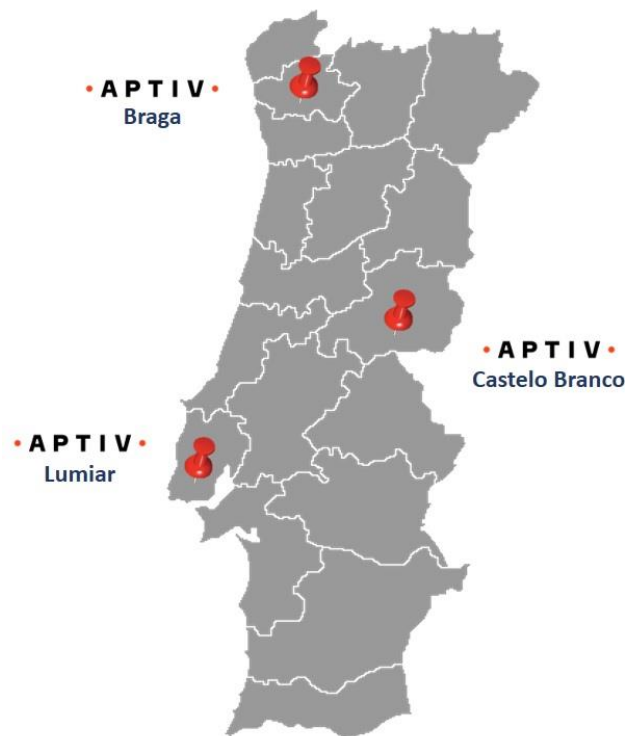 • APTIV •
Braga
• APTIV •
Castelo Branco
• APTIV •
Lumiar